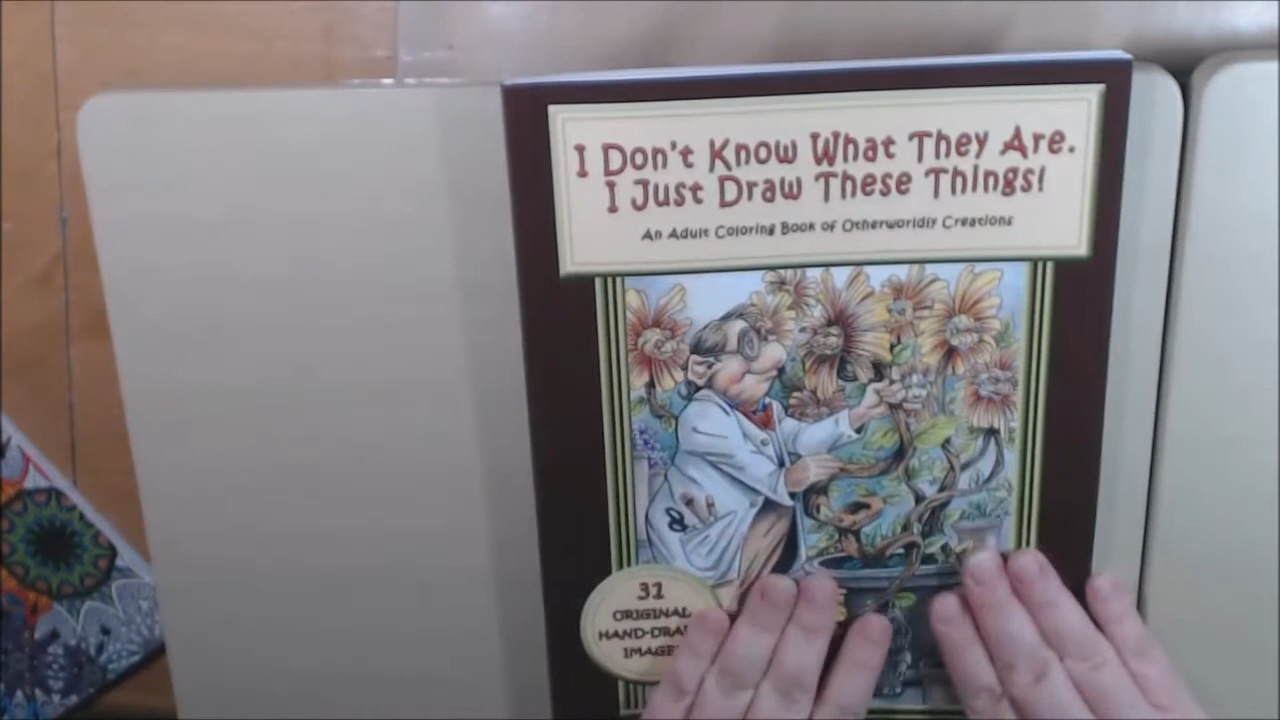 I Don't Know What They Are.
I Just Draw These Things!
An Adult Coloring Book of Otherworldly Creations
31
ORIGINAL